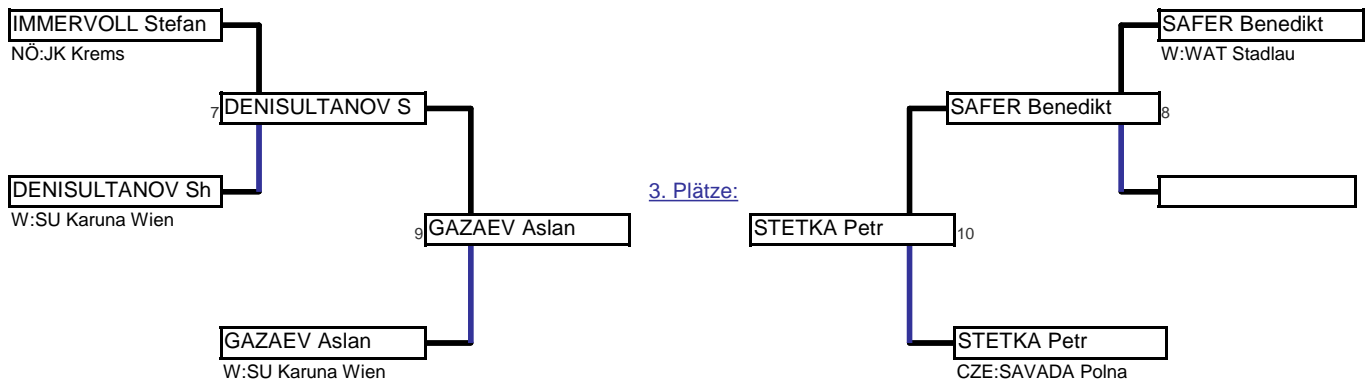 IMMERVOLL Stefan
NÖ:JK Krems
7 DENISULTANOV S
DENISULTANOV Sh
W:SU Karuna Wien
9 GAZAEV Aslan
GAZAEV Aslan
W:SU Karuna Wien
3. Plätze:
SAFER Benedikt
W:WAT Stadlau
SAFER Benedikt 8
STETKA Petr 10
STETKA Petr
CZE:SAVADA Polna